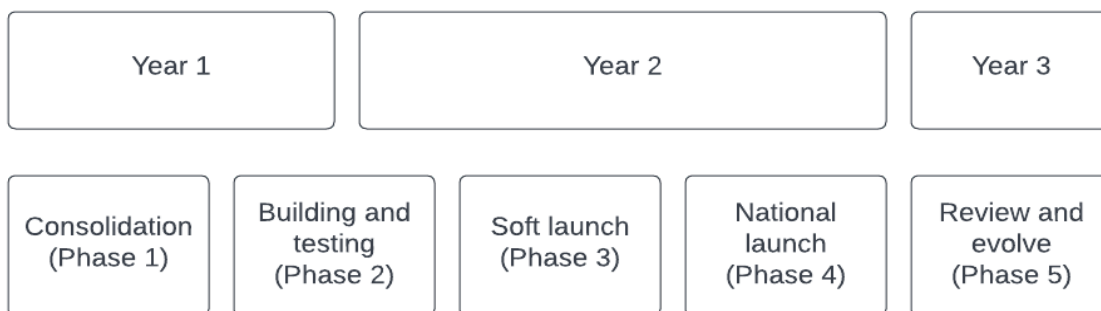 Year 1
Year 2
Year 3
Consolidation
(Phase 1)
Building and
testing
(Phase 2)
Soft launch
(Phase 3)
National
launch
(Phase 4)
Review and
evolve
(Phase 5)